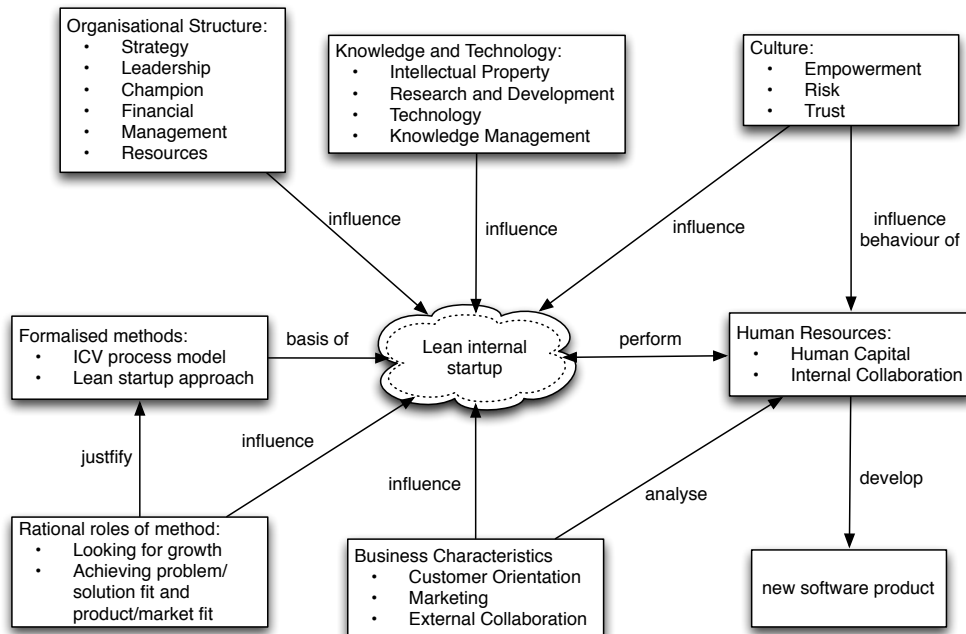 Organisational Structure:
• Strategy
• Leadership
• Champion
• Financial
• Management
• Resources
Knowledge and Technology:
• Intellectual Property
• Research and Development
• Technology
• Knowledge Management
Culture:
• Empowerment
• Risk
• Trust
influence
influence
influence
influence
behaviour of
Formalised methods:
• ICV process model
• Lean startup approach
basis of
Lean internal
startup
perform
Human Resources:
• Human Capital
• Internal Collaboration
justfify
influence
influence
analyse
develop
Rational roles of method:
• Looking for growth
• Achieving problem/
solution fit and
product/market fit
Business Characteristics
• Customer Orientation
• Marketing
• External Collaboration
new software product